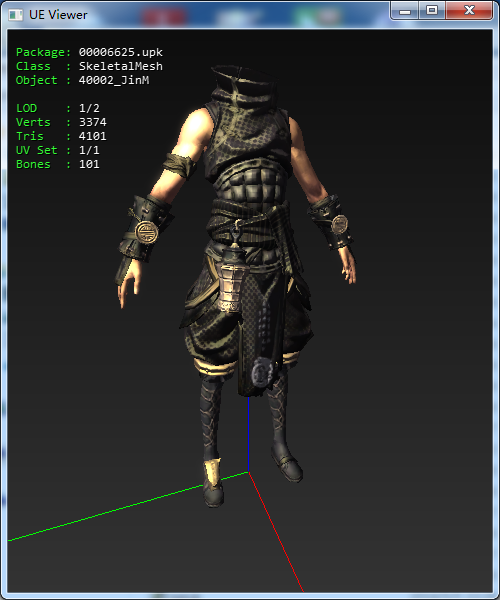 UE Viewer
Package: 00006625.upk
Class : SkeletalMesh
Object : 40002_JinM
LOD : 1/2
Verts : 3374
Tris : 4101
UV Set : 1/1
Bones : 101